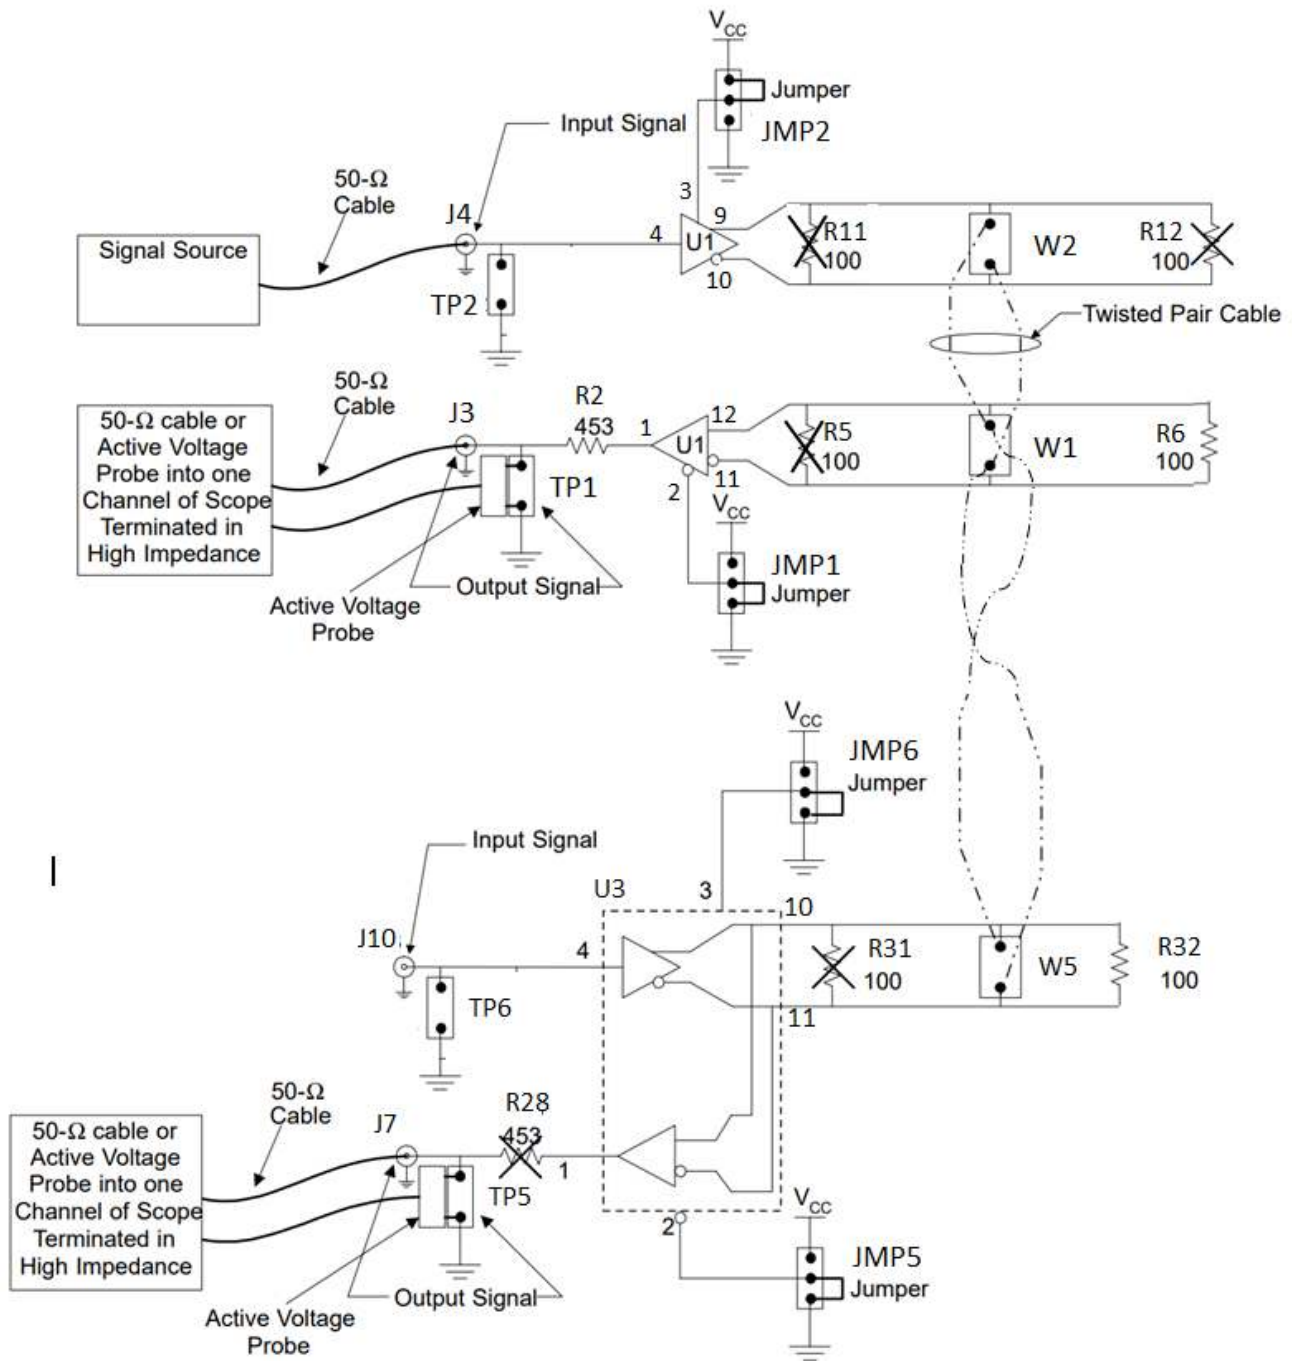 VCC
Jumper
JMP2
Input Signal
50-Ω
Cable
J4
3
9
4
U1
10
Signal Source
TP2
R11
100
W2
R12
100
Twisted Pair Cable
50-Ω
Cable
R2
453
J3
1
12
U1
11
2
R5
100
W1
R6
100
50-Ω cable or
Active Voltage
Probe into one
Channel of Scope
Terminated in
High Impedance
TP1
VCC
JMP1
Jumper
Output Signal
Active Voltage
Probe
VCC
JMP6
Jumper
Input Signal
U3
3
10
J10
4
R31
100
W5
R32
100
TP6
11
50-Ω
Cable
R28
453
J7
1
TP5
50-Ω cable or
Active Voltage
Probe into one
Channel of Scope
Terminated in
High Impedance
2
VCC
JMP5
Jumper
Output Signal
Active Voltage
Probe